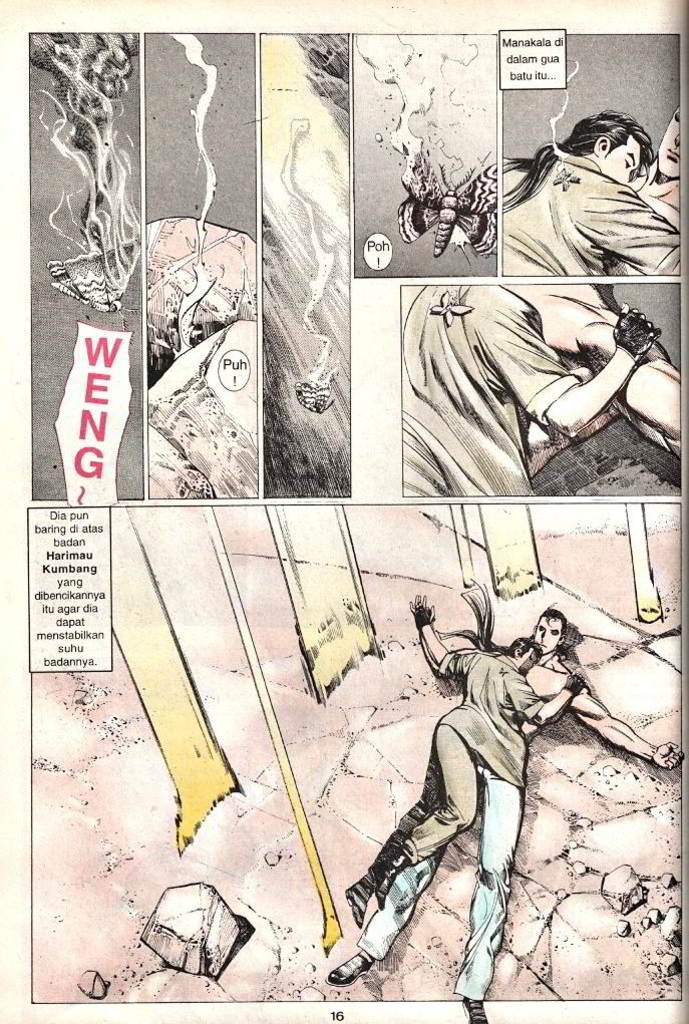 WENG~
Puh
!
Poh
!
Manakala di
dalam gua
batu itu...
Dia pun
baring di atas
badan
Harimau
Kumbang
yang
dibencikannya
itu agar dia
dapat
menstabilkan
suhu
badannya.
16